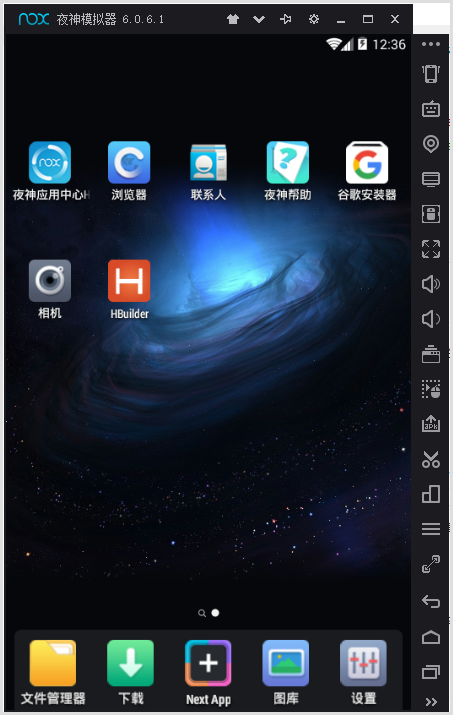 nox 夜神模拟器 6.0.6.1
12:36
nox
夜神应用中心H 浏览器 联系人 夜神帮助 谷歌安装器
相机 HBuilder
文件管理器 下载 Next App 图库 设置